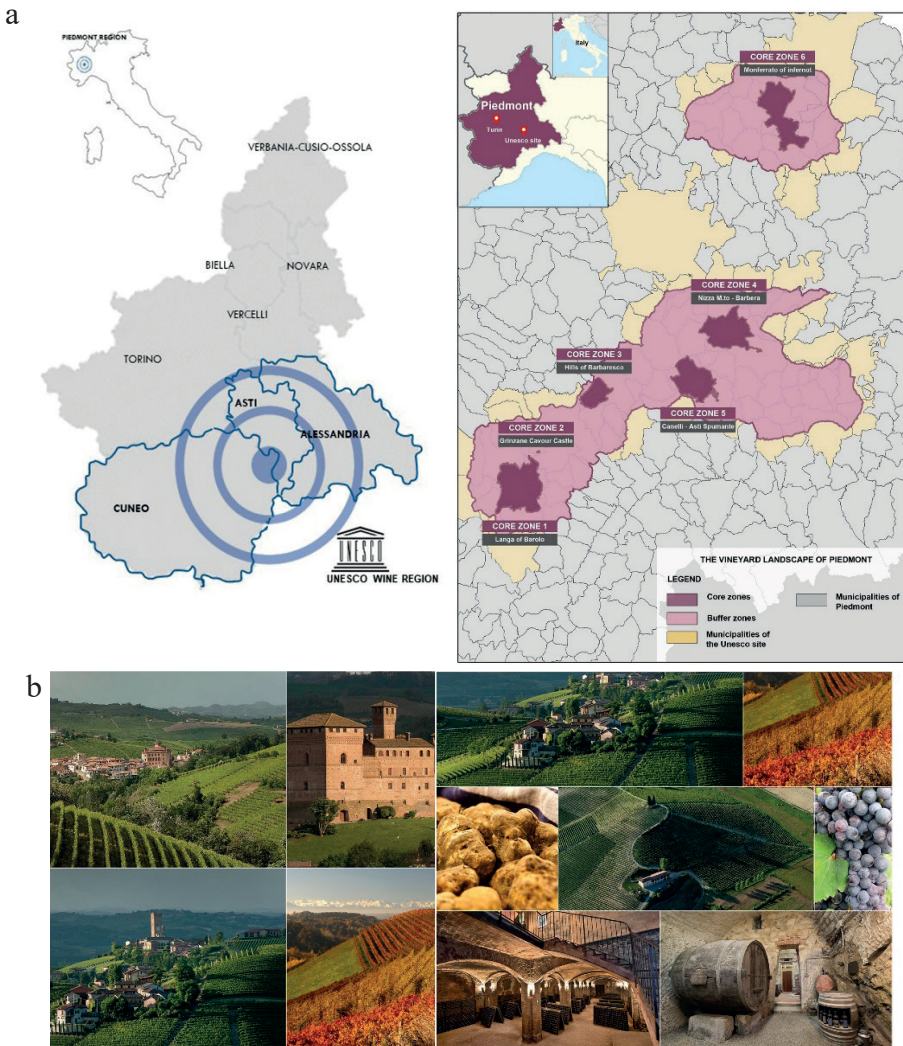 a
PIEDMONT REGION
VERBANIA-CUSIO-OSSOLA
BIELLA
NOVARA
VERCELLI
TORINO
ASTI
ALESSANDRIA
CUNEO
UNESCO
UNESCO WINE REGION
Italy
Piedmont
Turin
Unesco site
CORE ZONE 6
Monferrato of Infernot
CORE ZONE 4
Nizza M.to - Barbera
CORE ZONE 3
Hills of Barbaresco
CORE ZONE 5
Canelli - Asti Spumante
CORE ZONE 2
Grinzane Cavour Castle
CORE ZONE 1
Langa of Barolo
THE VINEYARD LANDSCAPE OF PIEDMONT
LEGEND
Core zones
Buffer zones
Municipalities of
the Unesco site
Municipalities of
Piedmont
b